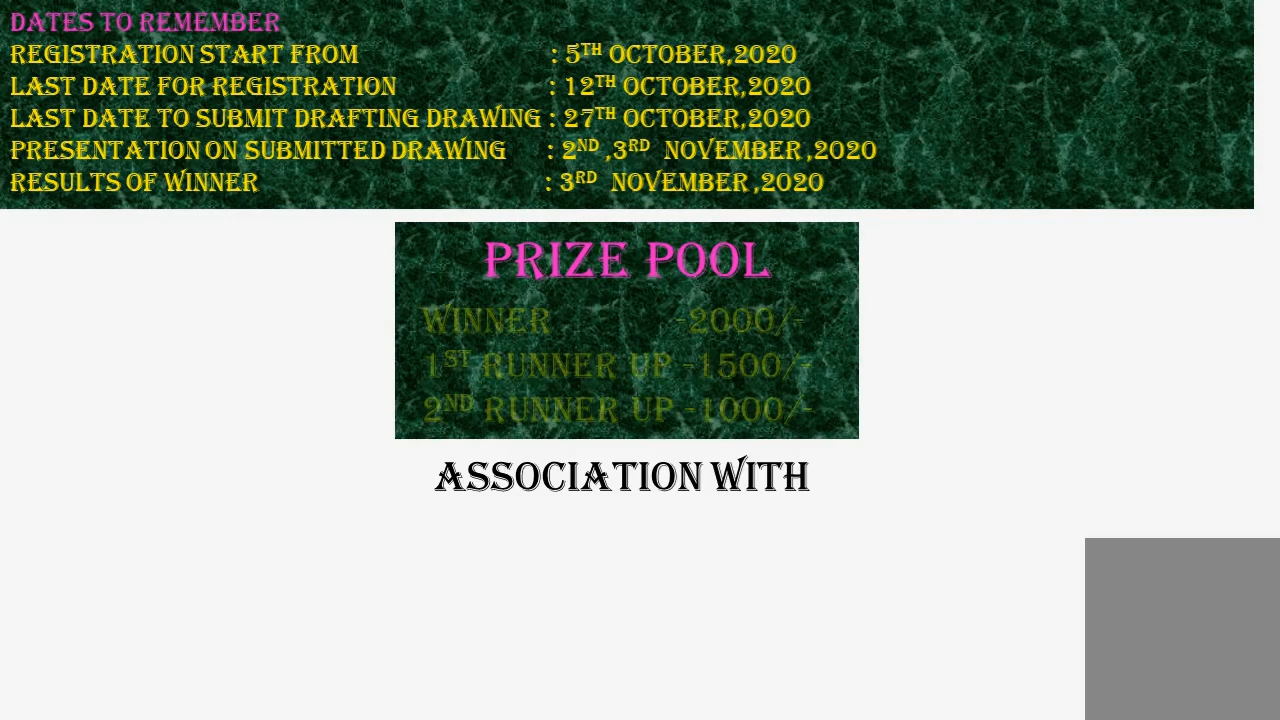 DATES TO REMEMBER
REGISTRATION START FROM : 5TH OCTOBER,2020
LAST DATE FOR REGISTRATION : 12TH OCTOBER,2020
LAST DATE TO SUBMIT DRAFTING DRAWING : 27TH OCTOBER,2020
PRESENTATION ON SUBMITTED DRAWING : 2ND ,3RD NOVEMBER ,2020
RESULTS OF WINNER : 3RD NOVEMBER ,2020
PRIZE POOL
WINNER -2000/-
1ST RUNNER UP -1500/-
2ND RUNNER UP -1000/-
ASSOCIATION WITH